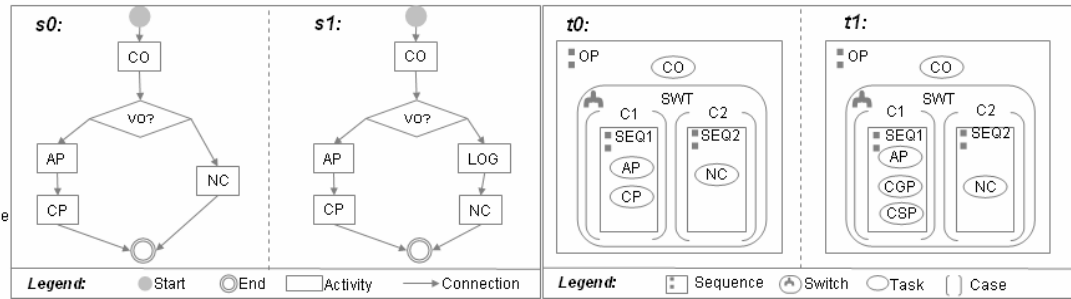 s0:
CO
VO?
AP
NC
CP
s1:
CO
VO?
AP
LOG
CP
NC
Legend: Start End Activity Connection
t0:
OP
CO
SWT
C1 C2
SEQ1 SEQ2
AP
NC
CP
t1:
OP
CO
SWT
C1 C2
SEQ1 SEQ2
AP
CGP
NC
CSP
Legend: Sequence Switch Task Case
e